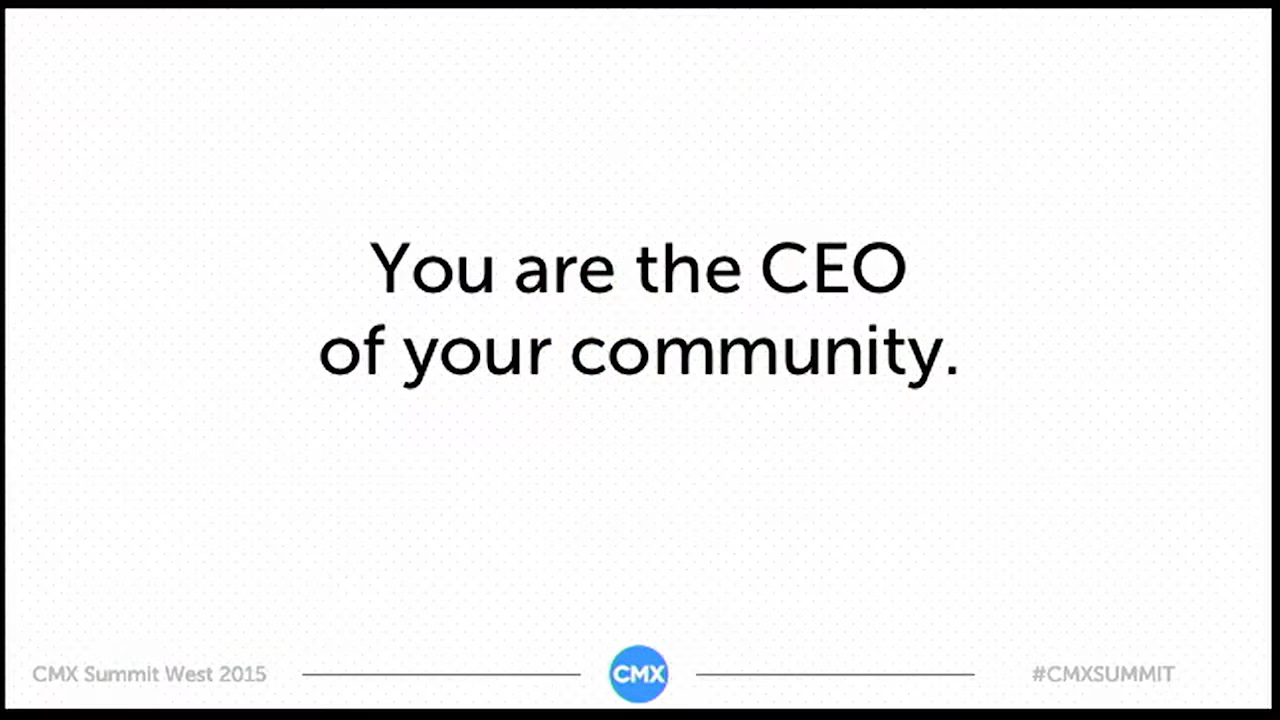 You are the CEO
of your community.
CMX Summit West 2015
CMX
#CMXSUMMIT